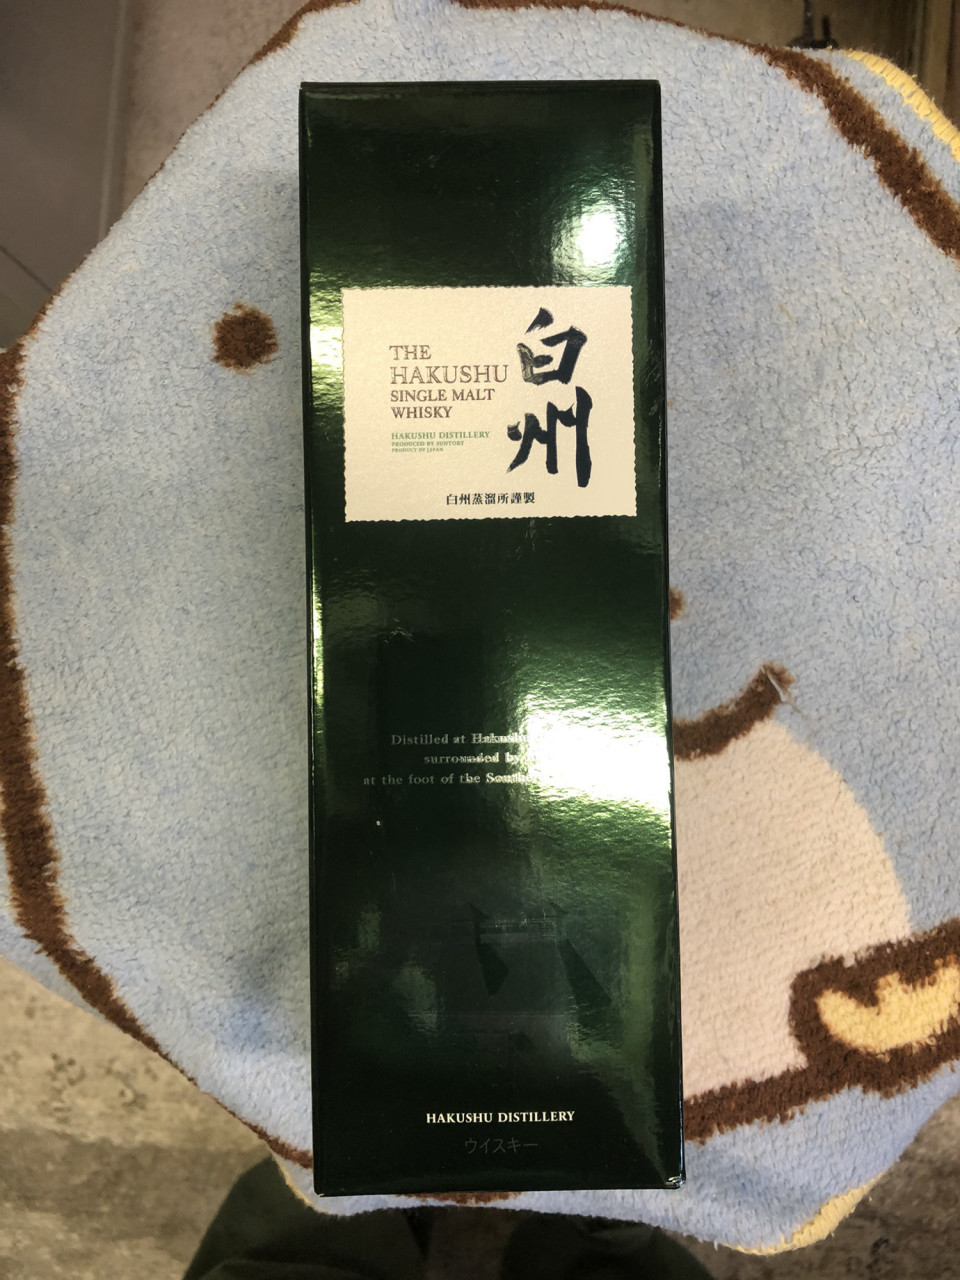 THE
HAKUSHU
SINGLE MALT
WHISKY
白州
HAKUSHU DISTILLERY
PRODUCED BY SUNTORY
PRODUCT OF JAPAN
白州蒸溜所謹製
Distilled at Hakushu
surrounded by
at the foot of the
HAKUSHU DISTILLERY
ウイスキー